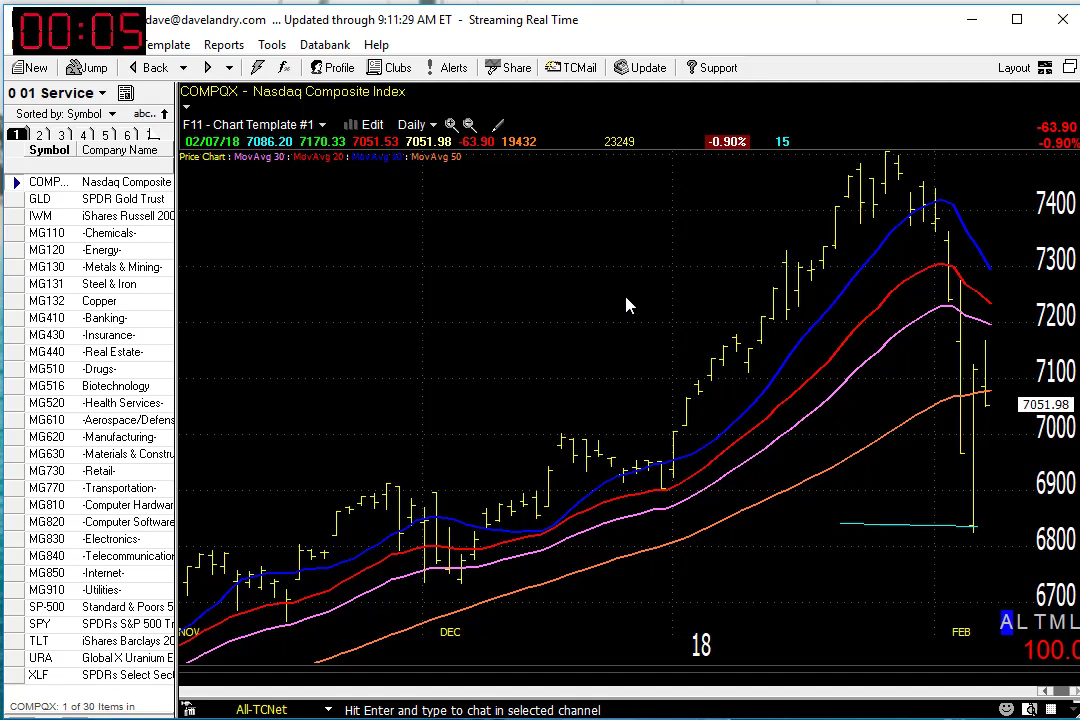 00:05
dave@davelandry.com ... Updated through 9:11:29 AM ET - Streaming Real Time
emplate Reports Tools Databank Help
New Jump Back Profile Clubs Alerts Share TCMail Update Support Layout
0 01 Service
COMPQX - Nasdaq Composite Index
Sorted by: Symbol abc..
F11 - Chart Template #1 Edit Daily
1 2 3 4 5 6 1
02/07/18 7086.20 7170.33 7051.53 7051.98 -63.90 19432 23249 -0.90% 15
-63.90
-0.90%
Symbol Company Name
Price Chart : MovAvg 30 : MovAvg 20 : MovAvg 10 : MovAvg 50
COMP... Nasdaq Composite
GLD SPDR Gold Trust
IWM iShares Russell 200
MG110 -Chemicals-
MG120 -Energy-
MG130 -Metals & Mining-
MG131 Steel & Iron
MG132 Copper
MG410 -Banking-
MG430 -Insurance-
MG440 -Real Estate-
MG510 -Drugs-
MG516 Biotechnology
MG520 -Health Services-
MG610 -Aerospace/Defens
MG620 -Manufacturing-
MG630 -Materials & Constru
MG730 -Retail-
MG770 -Transportation-
MG810 -Computer Hardwar
MG820 -Computer Software
MG830 -Electronics-
MG840 -Telecommunication
MG850 -Internet-
MG910 -Utilities-
SP-500 Standard & Poors 5
SPY SPDRs S&P 500 Tr
TLT iShares Barclays 20
URA Global X Uranium E
XLF SPDRs Select Sect
7400
7300
7200
7100
7051.98
7000
6900
6800
6700
NOV DEC 18 FEB
A L T M L
100.0
COMPQX: 1 of 30 Items in
All-TCNet Hit Enter and type to chat in selected channel